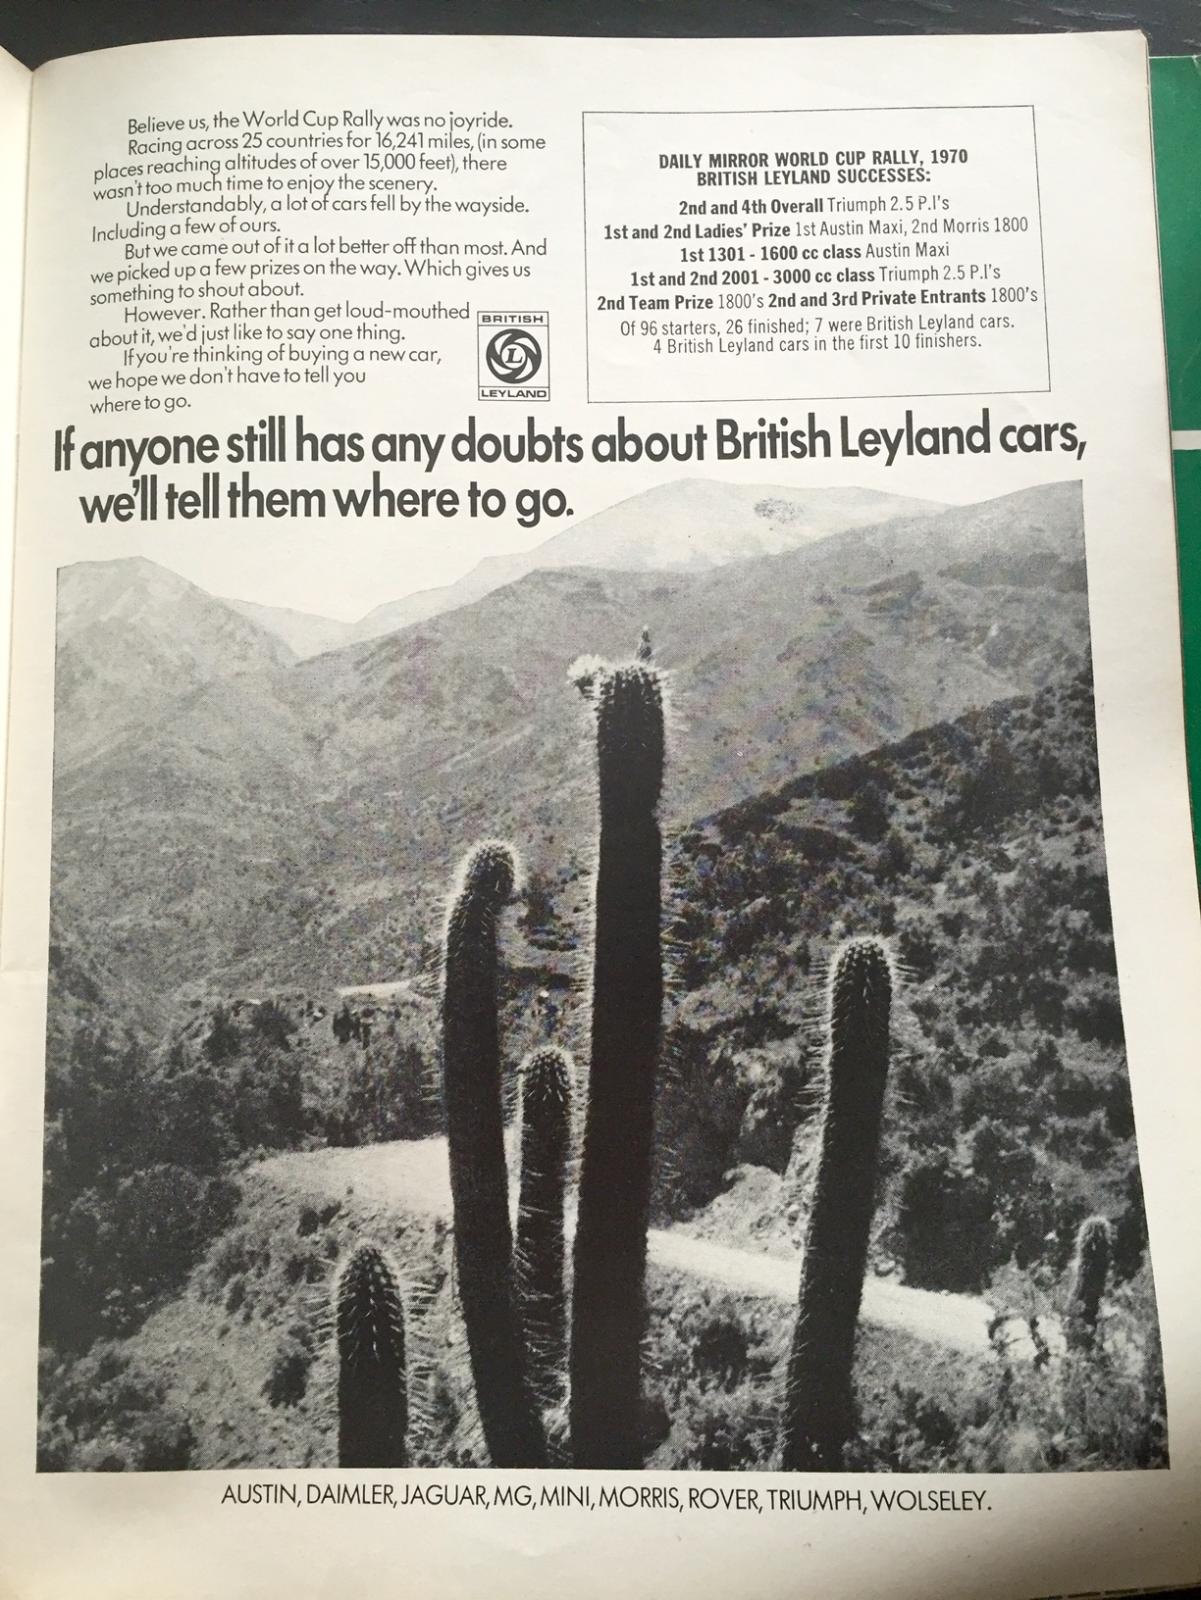 Believe us, the World Cup Rally was no joyride.
Racing across 25 countries for 16,241 miles, (in some
places reaching altitudes of over 15,000 feet), there
wasn't too much time to enjoy the scenery.
Understandably, a lot of cars fell by the wayside.
Including a few of ours.
But we came out of it a lot better off than most. And
we picked up a few prizes on the way. Which gives us
something to shout about.
However. Rather than get loud-mouthed
about it, we'd just like to say one thing.
If you're thinking of buying a new car,
we hope we don't have to tell you
where to go.
BRITISH
L
LEYLAND
DAILY MIRROR WORLD CUP RALLY, 1970
BRITISH LEYLAND SUCCESSES:
2nd and 4th Overall Triumph 2.5 P.I's
1st and 2nd Ladies' Prize 1st Austin Maxi, 2nd Morris 1800
1st 1301 - 1600 cc class Austin Maxi
1st and 2nd 2001 - 3000 cc class Triumph 2.5 P.I's
2nd Team Prize 1800's 2nd and 3rd Private Entrants 1800's
Of 96 starters, 26 finished; 7 were British Leyland cars.
4 British Leyland cars in the first 10 finishers.
If anyone still has any doubts about British Leyland cars,
we'll tell them where to go.
AUSTIN, DAIMLER, JAGUAR, MG, MINI, MORRIS, ROVER, TRIUMPH, WOLSELEY.